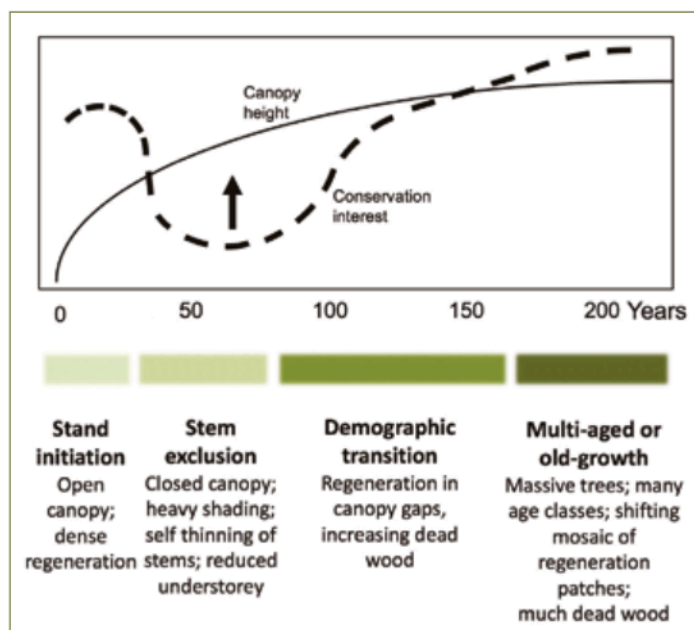 Canopy
height
Conservation
interest
0 50 100 150 200 Years
Stand
initiation
Open
canopy;
dense
regeneration
Stem
exclusion
Closed canopy;
heavy shading;
self thinning of
stems; reduced
understorey
Demographic
transition
Regeneration in
canopy gaps,
increasing dead
wood
Multi-aged or
old-growth
Massive trees; many
age classes; shifting
mosaic of
regeneration
patches;
much dead wood